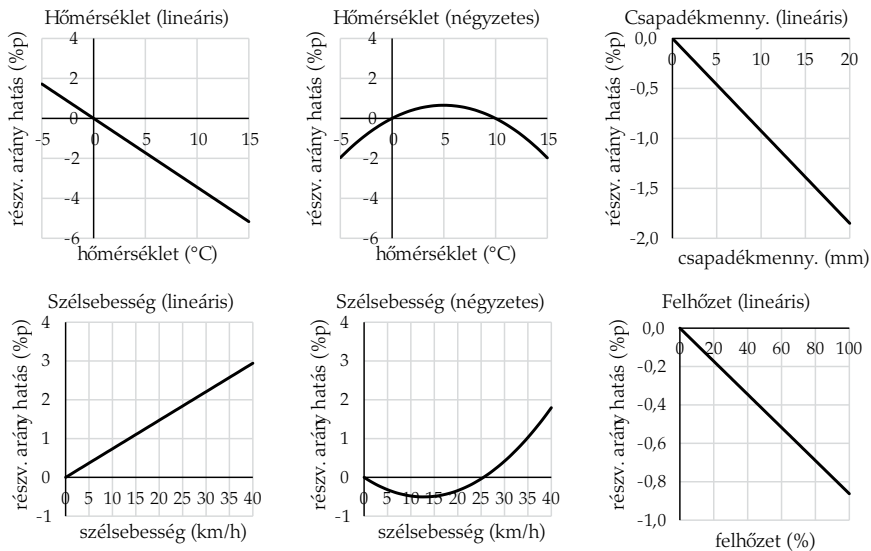 Hőmérséklet (lineáris)
részv. arány hatás (%p)
4
2
0
-2
-4
-6
-5 0 5 10 15
hőmérséklet (°C)
Hőmérséklet (négyzetes)
részv. arány hatás (%p)
4
2
0
-2
-4
-6
-5 0 5 10 15
hőmérséklet (°C)
Csapadékmenny. (lineáris)
részv. arány hatás (%p)
0,0
0 5 10 15 20
-0,5
-1,0
-1,5
-2,0
csapadékmenny. (mm)
Szélsebesség (lineáris)
részv. arány hatás (%p)
4
3
2
1
0
-1
0 5 10 15 20 25 30 35 40
szélsebesség (km/h)
Szélsebesség (négyzetes)
részv. arány hatás (%p)
4
3
2
1
0
-1
0 5 10 15 20 25 30 35 40
szélsebesség (km/h)
Felhőzet (lineáris)
részv. arány hatás (%p)
0,0
0 20 40 60 80 100
-0,2
-0,4
-0,6
-0,8
-1,0
felhőzet (%)